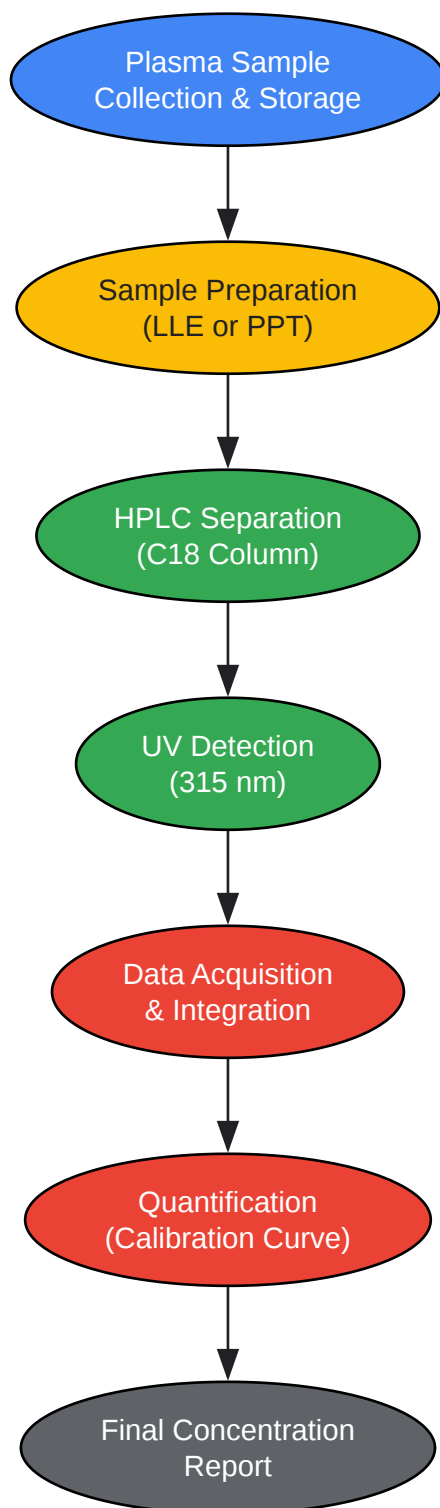 Plasma Sample
Collection & Storage
Sample Preparation
(LLE or PPT)
HPLC Separation
(C18 Column)
UV Detection
(315 nm)
Data Acquisition
& Integration
Quantification
(Calibration Curve)
Final Concentration
Report